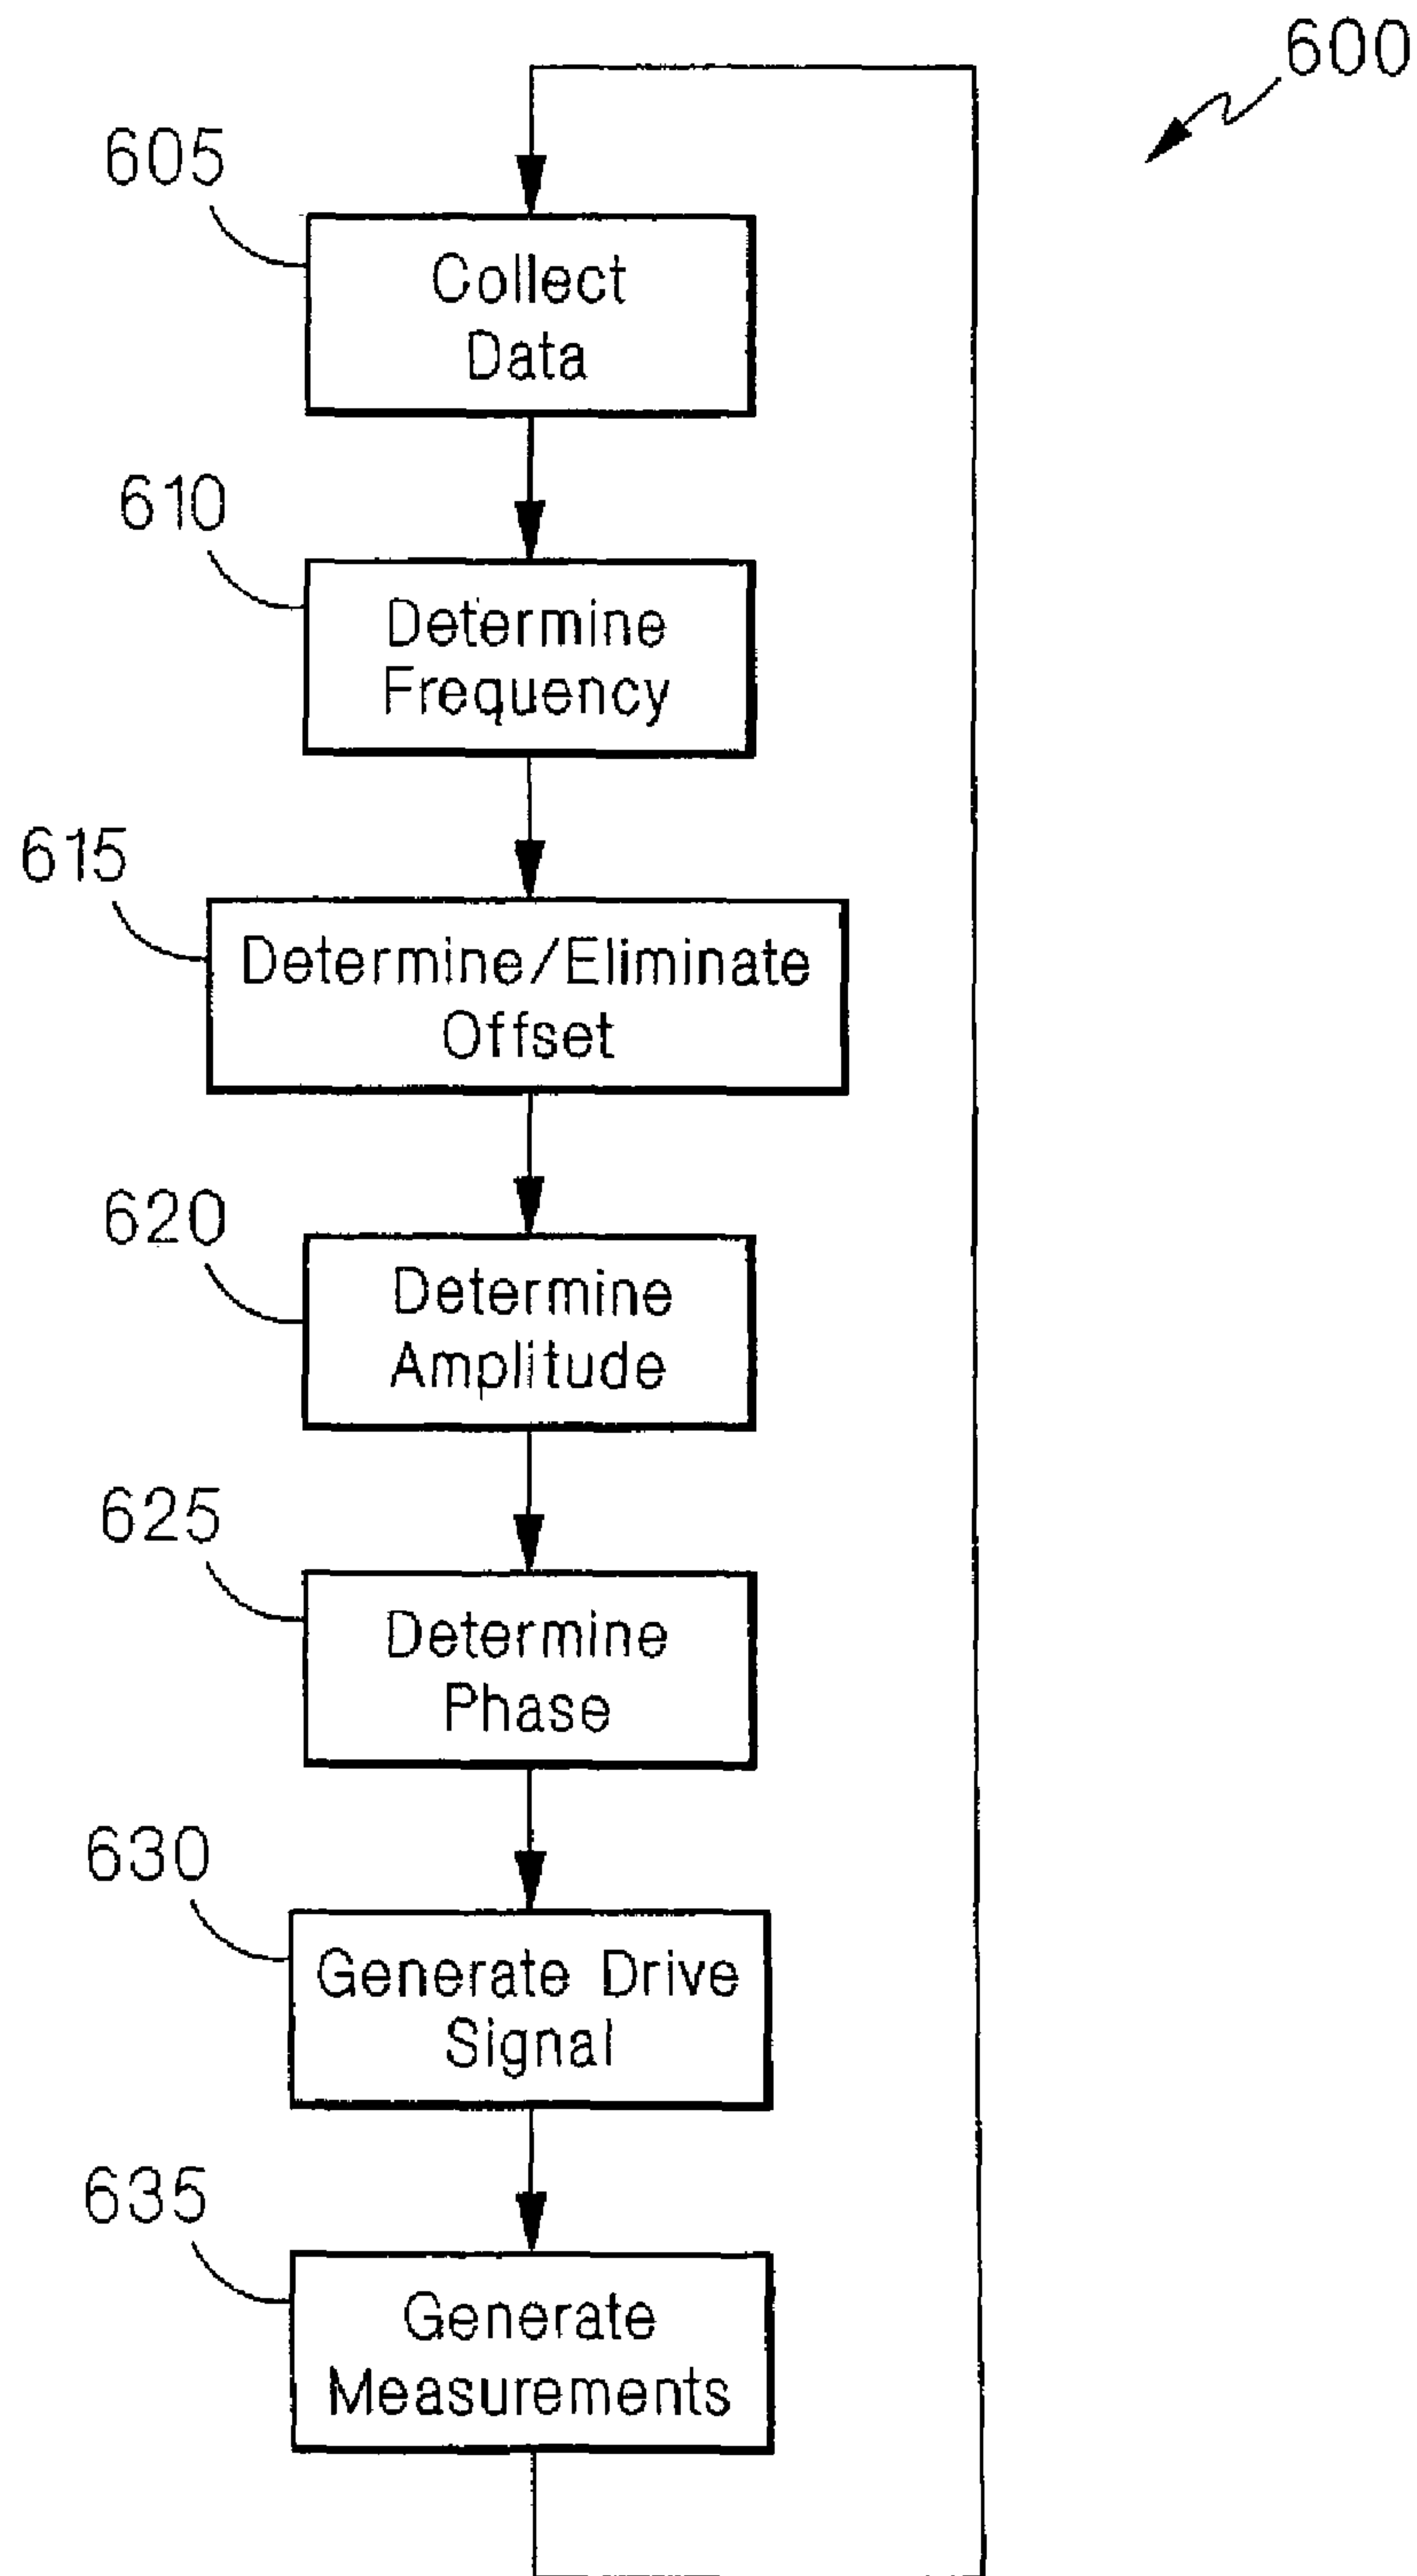 600
605
Collect
Data
610
Determine
Frequency
615
Determine/Eliminate
Offset
620
Determine
Amplitude
625
Determine
Phase
630
Generate Drive
Signal
635
Generate
Measurements